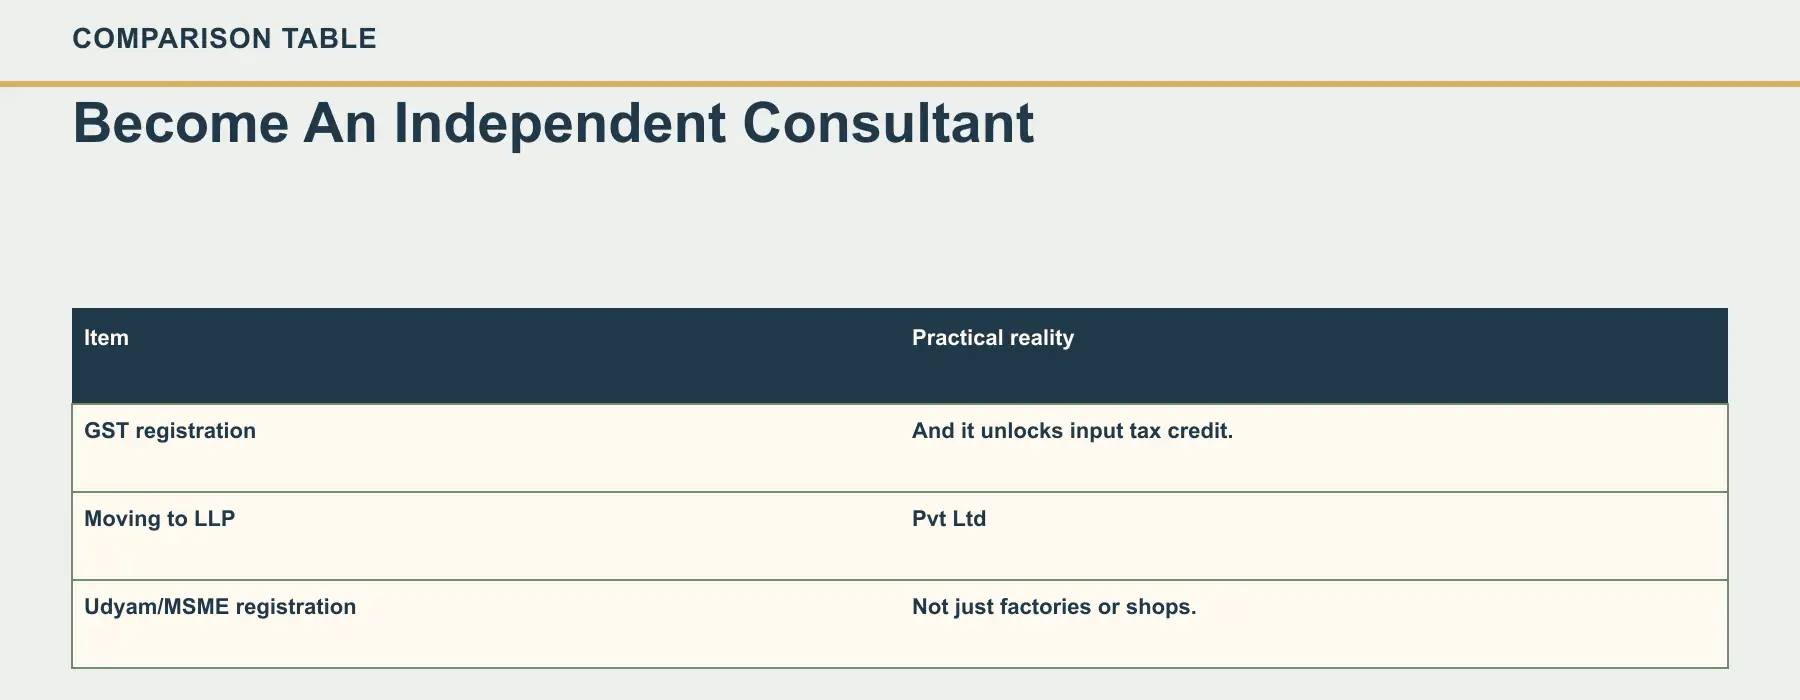 COMPARISON TABLE
Become An Independent Consultant
Item Practical reality
GST registration And it unlocks input tax credit.
Moving to LLP Pvt Ltd
Udyam/MSME registration Not just factories or shops.